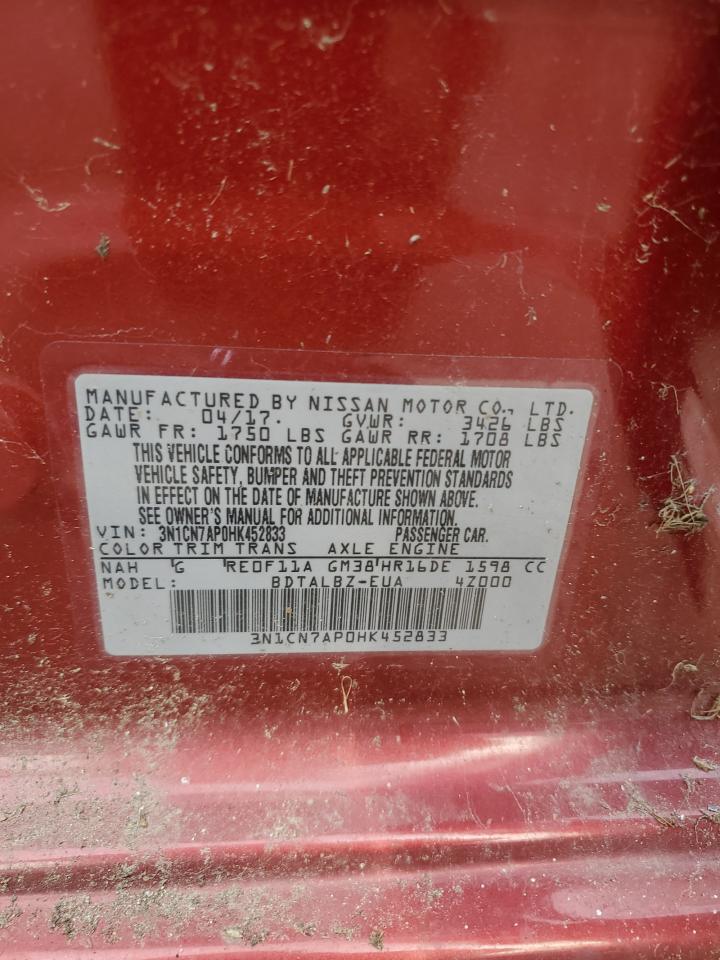 MANUFACTURED BY NISSAN MOTOR CO., LTD.
DATE: 04/17. GVWR: 3426 LBS
GAWR FR: 1750 LBS GAWR RR: 1708 LBS
THIS VEHICLE CONFORMS TO ALL APPLICABLE FEDERAL MOTOR
VEHICLE SAFETY, BUMPER AND THEFT PREVENTION STANDARDS
IN EFFECT ON THE DATE OF MANUFACTURE SHOWN ABOVE.
SEE OWNER'S MANUAL FOR ADDITIONAL INFORMATION.
VIN: 3N1CN7AP0HK452833 PASSENGER CAR.
COLOR TRIM TRANS AXLE ENGINE
NAH G RE0F11A GM38 HR16DE 1598 CC
MODEL: BDTALBZ-EUA 4Z000
3N1CN7AP0HK452833